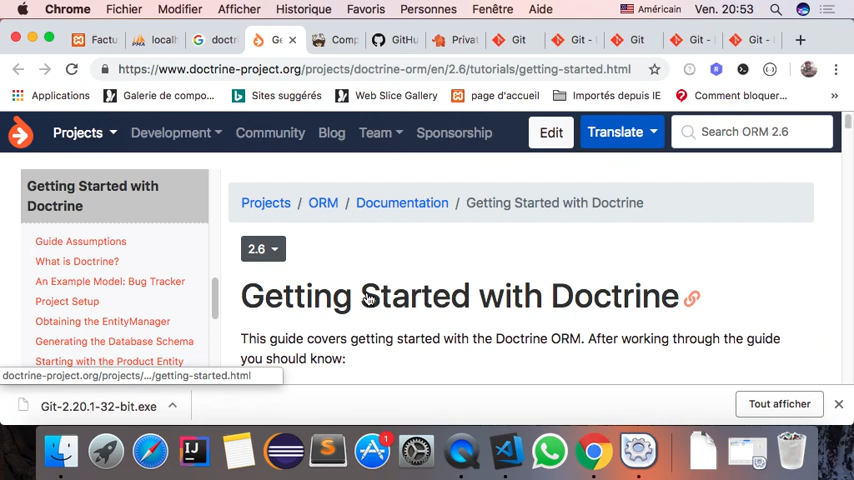 Chrome Fichier Modifier Afficher Historique Favoris Personnes Fenêtre Aide Américain Ven. 20:53
Factu localh doctr G Comp GitHu Privat Git Git - Git Git - Git -
https://www.doctrine-project.org/projects/doctrine-orm/en/2.6/tutorials/getting-started.html
Applications Galerie de compo... Sites suggérés Web Slice Gallery page d'accueil Importés depuis IE Comment bloquer... »
Projects Development Community Blog Team Sponsorship Edit Translate Search ORM 2.6
Getting Started with
Doctrine
Projects / ORM / Documentation / Getting Started with Doctrine
Guide Assumptions
What is Doctrine?
An Example Model: Bug Tracker
Project Setup
Obtaining the EntityManager
Generating the Database Schema
Starting with the Product Entity
2.6
Getting Started with Doctrine
This guide covers getting started with the Doctrine ORM. After working through the guide
you should know:
doctrine-project.org/projects/.../getting-started.html
Git-2.20.1-32-bit.exe Tout afficher
1